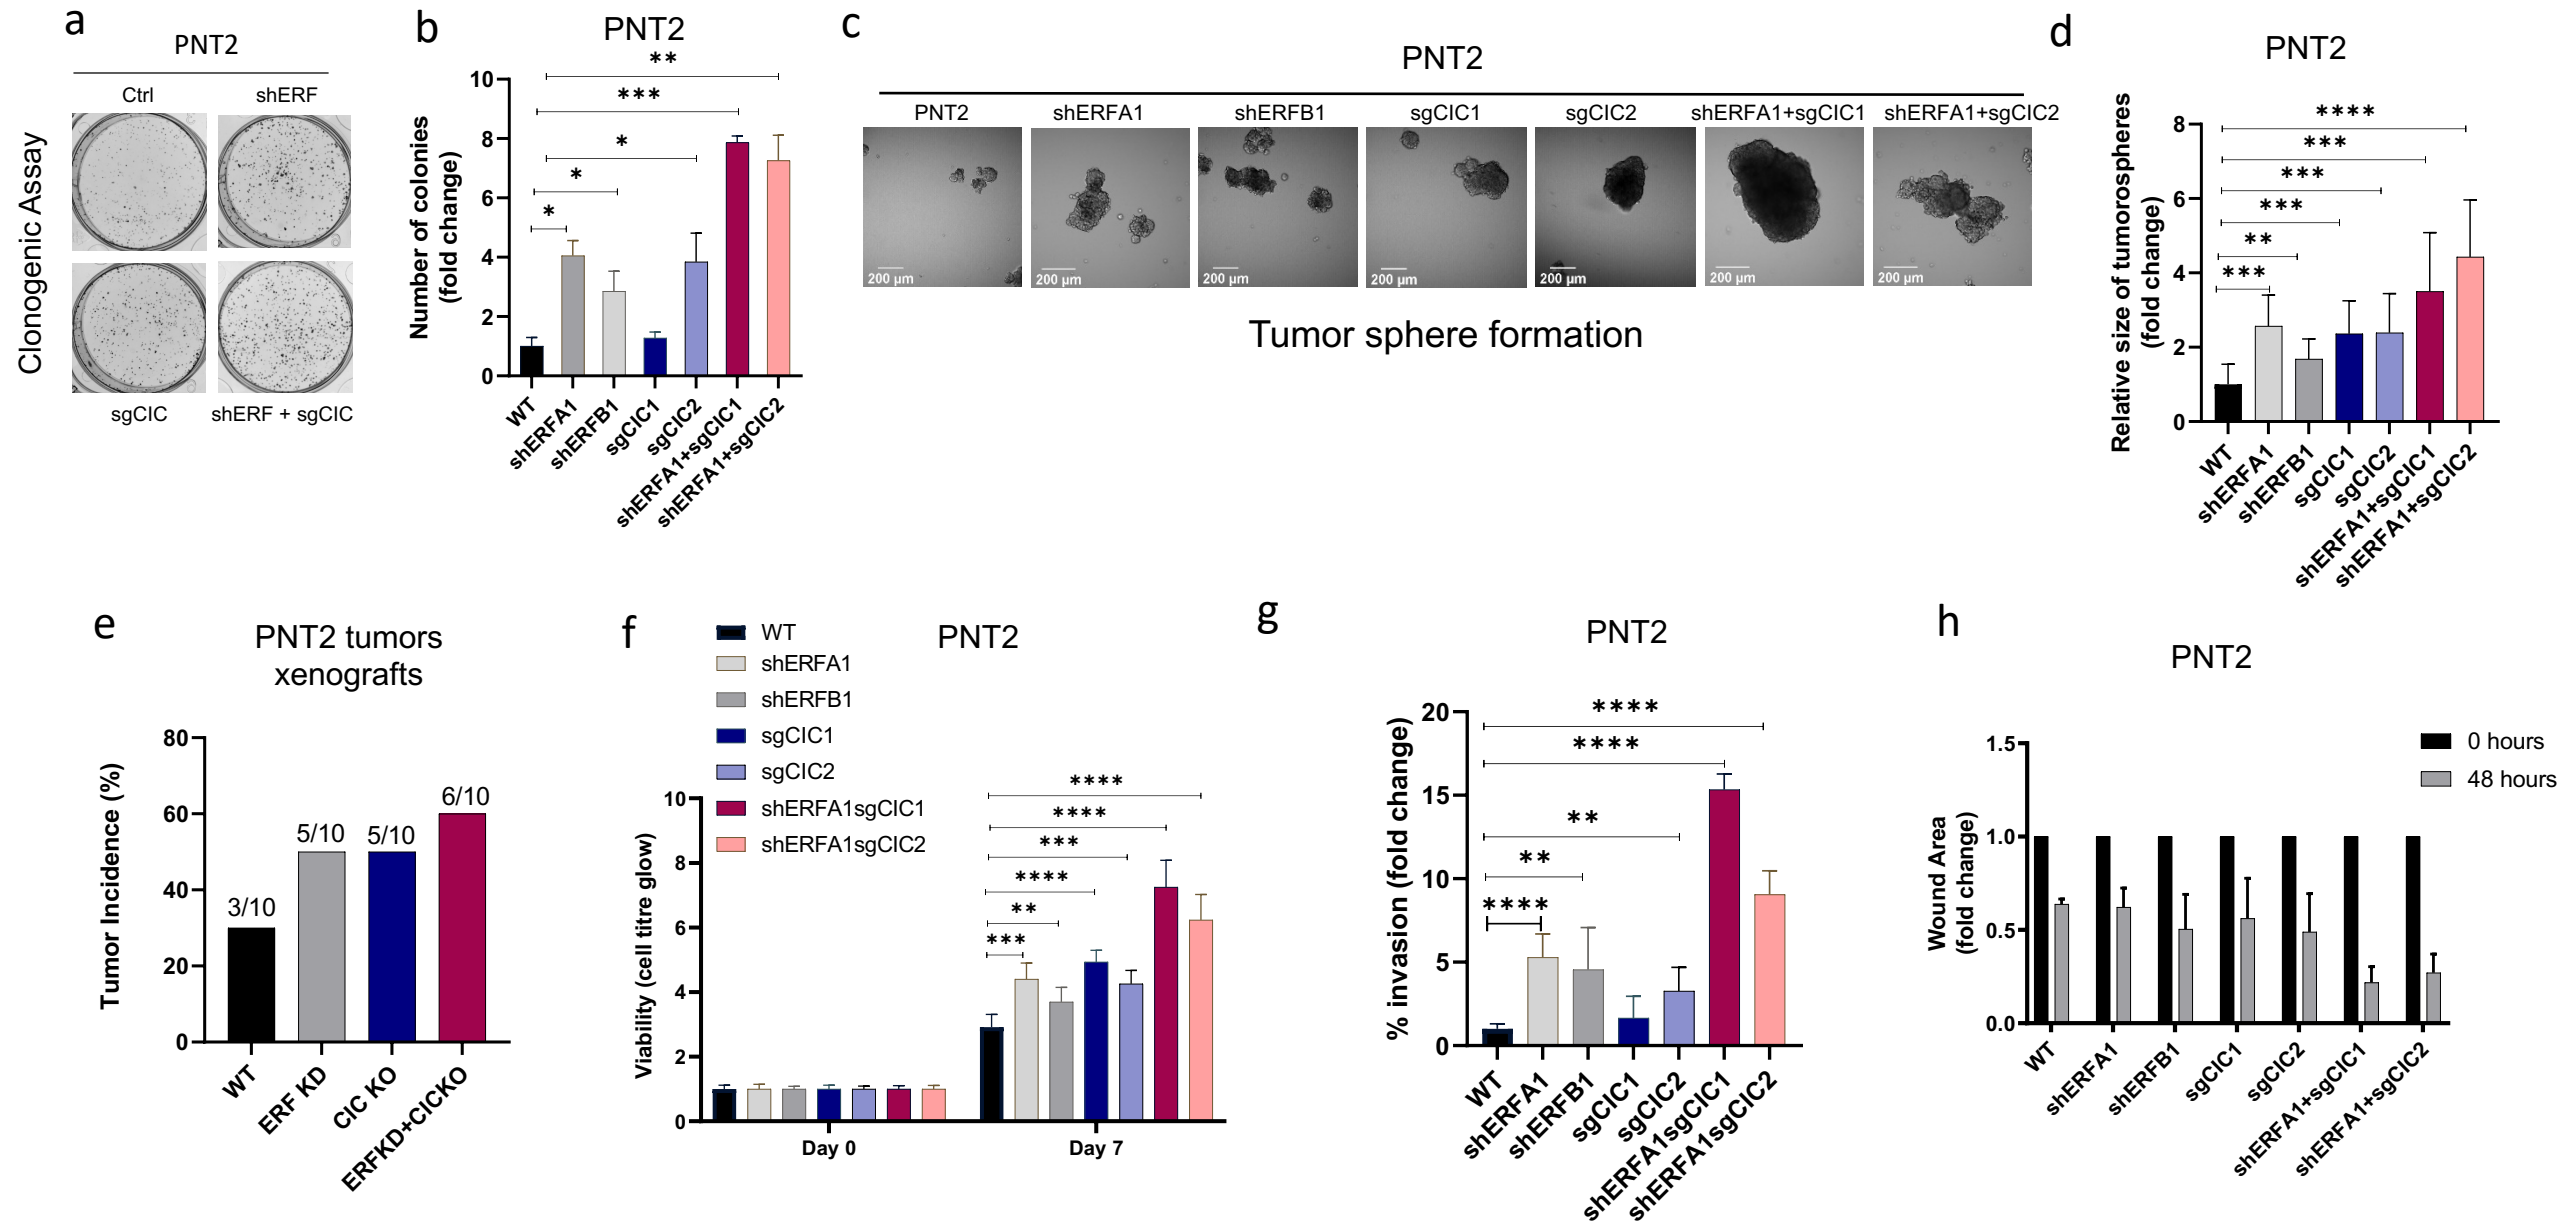 a
PNT2
Ctrl
shERF
Clonogenic Assay
sgCIC
shERF + sgCIC
b
PNT2
**
***
*
*
*
Number of colonies
(fold change)
10
8
6
4
2
0
WT
shERFA1
shERFB1
sgCIC1
sgCIC2
shERFA1+sgCIC1
shERFA1+sgCIC2
c
PNT2
PNT2
shERFA1
shERFB1
sgCIC1
sgCIC2
shERFA1+sgCIC1
shERFA1+sgCIC2
200 µm
200 µm
200 µm
200 µm
200 µm
200 µm
200 µm
Tumor sphere formation
d
PNT2
****
***
***
***
**
***
Relative size of tumorospheres
(fold change)
8
6
4
2
0
WT
shERFA1
shERFB1
sgCIC1
sgCIC2
shERFA1+sgCIC1
shERFA1+sgCIC2
e
PNT2 tumors
xenografts
Tumor Incidence (%)
80
60
40
20
0
3/10
5/10
5/10
6/10
WT
ERF KD
CIC KO
ERFKD+CICKO
f
WT
shERFA1
shERFB1
sgCIC1
sgCIC2
shERFA1sgCIC1
shERFA1sgCIC2
PNT2
****
****
***
****
**
***
Viability (cell titre glow)
10
8
6
4
2
0
Day 0
Day 7
g
PNT2
****
****
**
**
****
% invasion (fold change)
20
15
10
5
0
WT
shERFA1
shERFB1
sgCIC1
sgCIC2
shERFA1sgCIC1
shERFA1sgCIC2
h
PNT2
0 hours
48 hours
Wound Area
(fold change)
1.5
1.0
0.5
0.0
WT
shERFA1
shERFB1
sgCIC1
sgCIC2
shERFA1+sgCIC1
shERFA1+sgCIC2